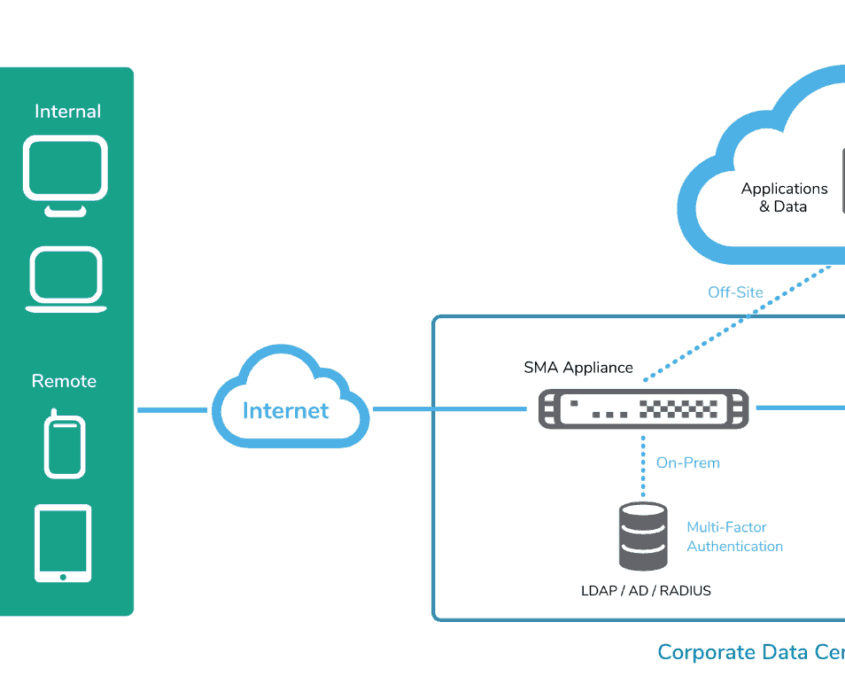 Internal
Remote
Internet
Applications
& Data
Off-Site
SMA Appliance
On-Prem
Multi-Factor
Authentication
LDAP / AD / RADIUS
Corporate Data